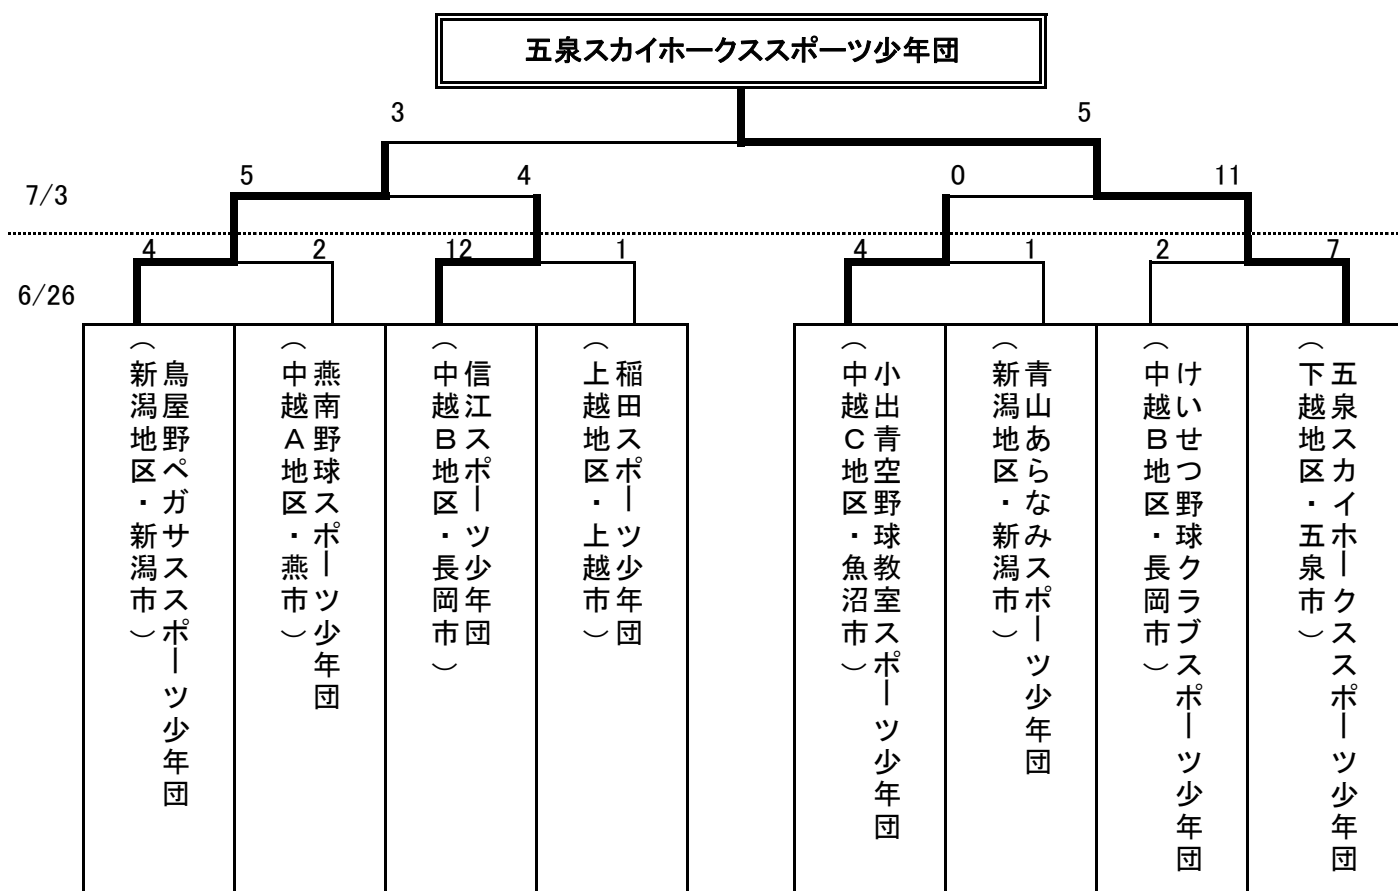 五泉スカイホークススポーツ少年団
3
5
5
4
0
11
7/3
4
2
12
1
4
1
2
7
6/26
鳥屋野ペガサススポーツ少年団
（新潟地区・新潟市）
燕南野球スポーツ少年団
（中越Ａ地区・燕市）
信江スポーツ少年団
（中越Ｂ地区・長岡市）
稲田スポーツ少年団
（上越地区・上越市）
小出青空野球教室スポーツ少年団
（中越Ｃ地区・魚沼市）
青山あらなみスポーツ少年団
（新潟地区・新潟市）
けいせつ野球クラブスポーツ少年団
（中越Ｂ地区・長岡市）
五泉スカイホークススポーツ少年団
（下越地区・五泉市）